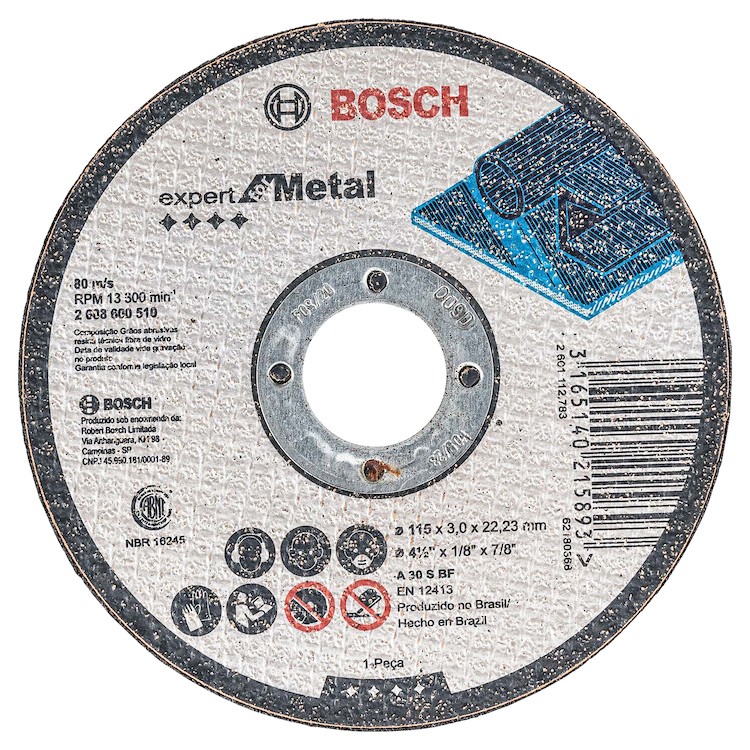 BOSCH
expert for Metal
80 m/s
RPM 13 300 min⁻¹
2 608 600 510
Composição Grãos abrasivos
resina técnica fibra de vidro
Data de validade vide gravação
no produto
Garantia conforme legislação local
BOSCH
Produzido sob encomenda da:
Robert Bosch Limitada
Via Anhanguera, KM 98
Campinas - SP
CNPJ 45.990.181/0001-89
ABNT
NBR 16245
ø 115 x 3,0 x 22,23 mm
ø 4½" x 1/8" x 7/8"
A 30 S BF
EN 12413
Produzido no Brasil/
Hecho en Brazil
1 Peça
2 601 112 783
3 165140 215893 >